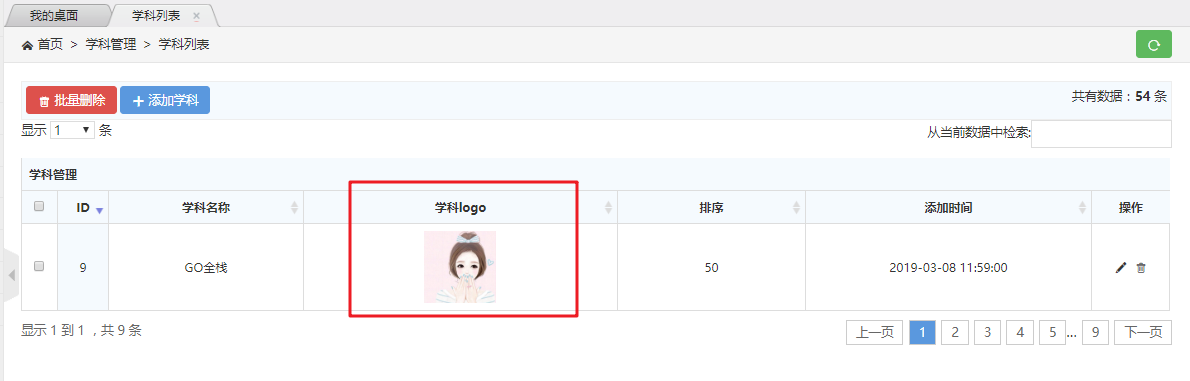 我的桌面 学科列表 ×
首页 > 学科管理 > 学科列表
批量删除 添加学科 共有数据：54 条
显示 1 条 从当前数据中检索:
学科管理
ID 学科名称 学科logo 排序 添加时间 操作
9 GO全栈 50 2019-03-08 11:59:00
显示 1 到 1 ，共 9 条 上一页 1 2 3 4 5 ... 9 下一页